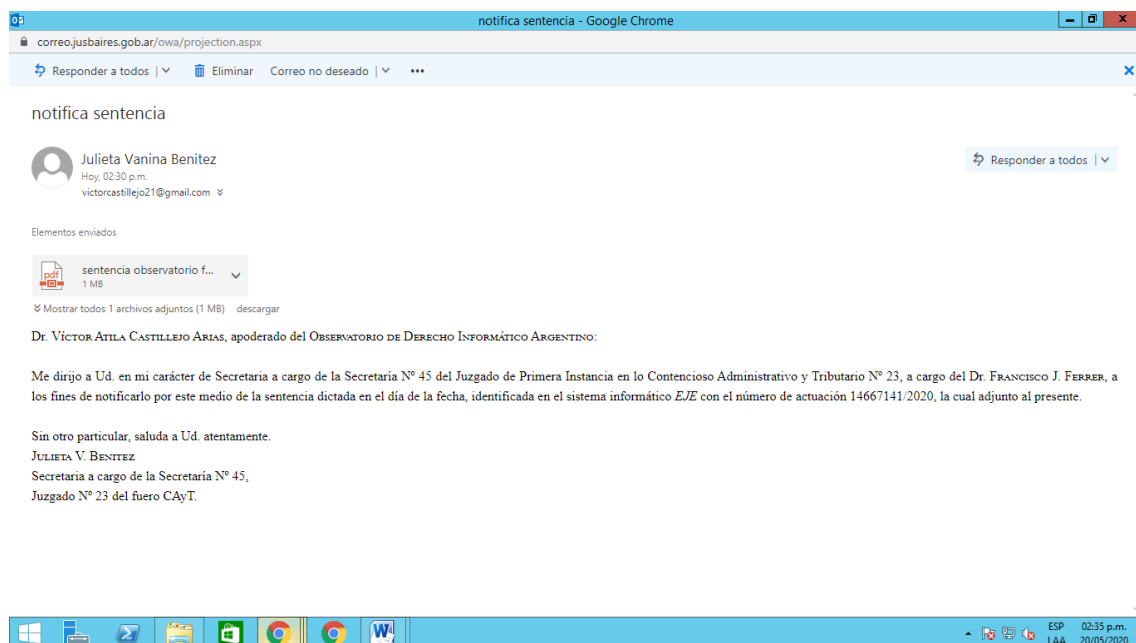 notifica sentencia - Google Chrome
correo.jusbaires.gob.ar/owa/projection.aspx
Responder a todos | Eliminar Correo no deseado | •••
notifica sentencia
Julieta Vanina Benitez
Hoy, 02:30 p.m.
victorcastillejo21@gmail.com
Responder a todos |
Elementos enviados
pdf
sentencia observatorio f...
1 MB
Mostrar todos 1 archivos adjuntos (1 MB) descargar
Dr. VÍCTOR ATILA CASTILLEJO ARIAS, apoderado del OBSERVATORIO DE DERECHO INFORMÁTICO ARGENTINO:
Me dirijo a Ud. en mi carácter de Secretaria a cargo de la Secretaría Nº 45 del Juzgado de Primera Instancia en lo Contencioso Administrativo y Tributario Nº 23, a cargo del Dr. FRANCISCO J. FERRER, a
los fines de notificarlo por este medio de la sentencia dictada en el día de la fecha, identificada en el sistema informático EJE con el número de actuación 14667141/2020, la cual adjunto al presente.
Sin otro particular, saluda a Ud. atentamente.
JULIETA V. BENITEZ
Secretaria a cargo de la Secretaría Nº 45,
Juzgado Nº 23 del fuero CAyT.
ESP 02:35 p.m.
LAA 20/05/2020